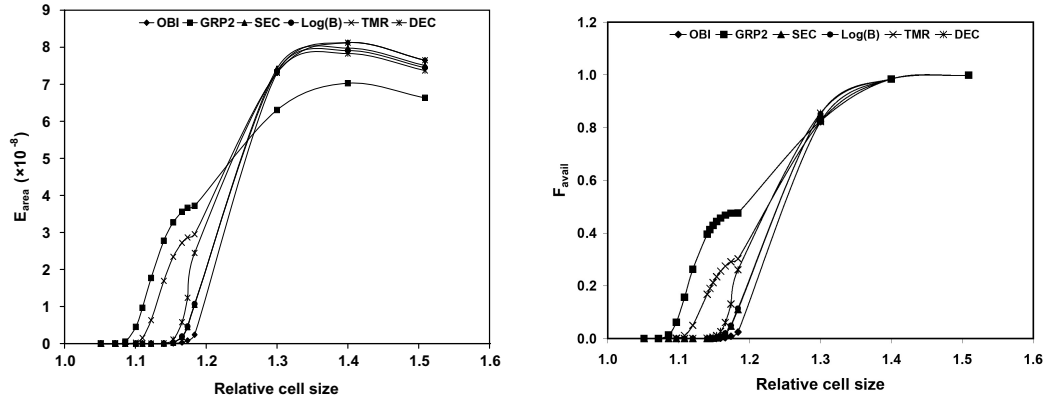 OBI GRP2 SEC Log(B) TMR DEC
9
8
7
6
5
4
3
2
1
0
E area (×10 -8)
1.0 1.1 1.2 1.3 1.4 1.5 1.6
Relative cell size
OBI GRP2 SEC Log(B) TMR DEC
1.2
1.0
0.8
0.6
0.4
0.2
0.0
F avail
1.0 1.1 1.2 1.3 1.4 1.5 1.6
Relative cell size